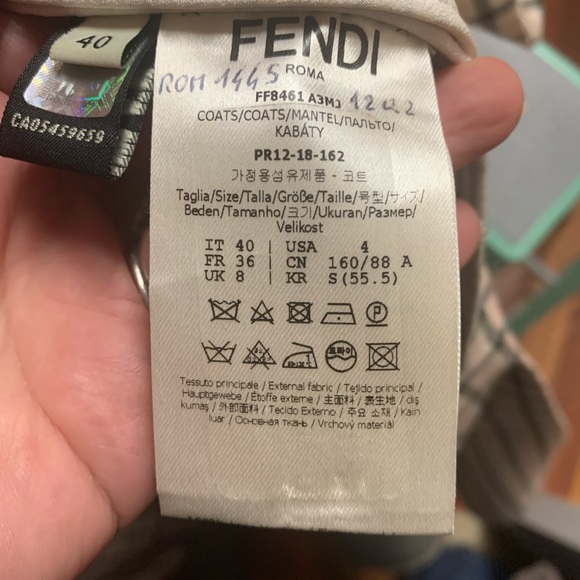 40
CA05459659
FENDI
ROMA
ROM 1445
FF8461 A3MJ 1202
COATS/COATS/MANTEL/ПАЛЬТО/
KABÁTY
PR12-18-162
가정용섬유제품 - 코트
Taglia/Size/Talla/Größe/Taille/号型/サイズ/
Beden/Tamanho/크기/Ukuran/Размер/
Velikost
IT 40 | USA 4
FR 36 | CN 160/88 A
UK 8 | KR S(55.5)
P
드라이
Tessuto principale / External fabric / Tejido principal /
Hauptgewebe / Étoffe externe / 主面料 / 表生地 / dış
kumaş / 外部面料 / Tecido Externo / 주요 소재 / Kain
luar / Основная ткань / Vrchový materiál